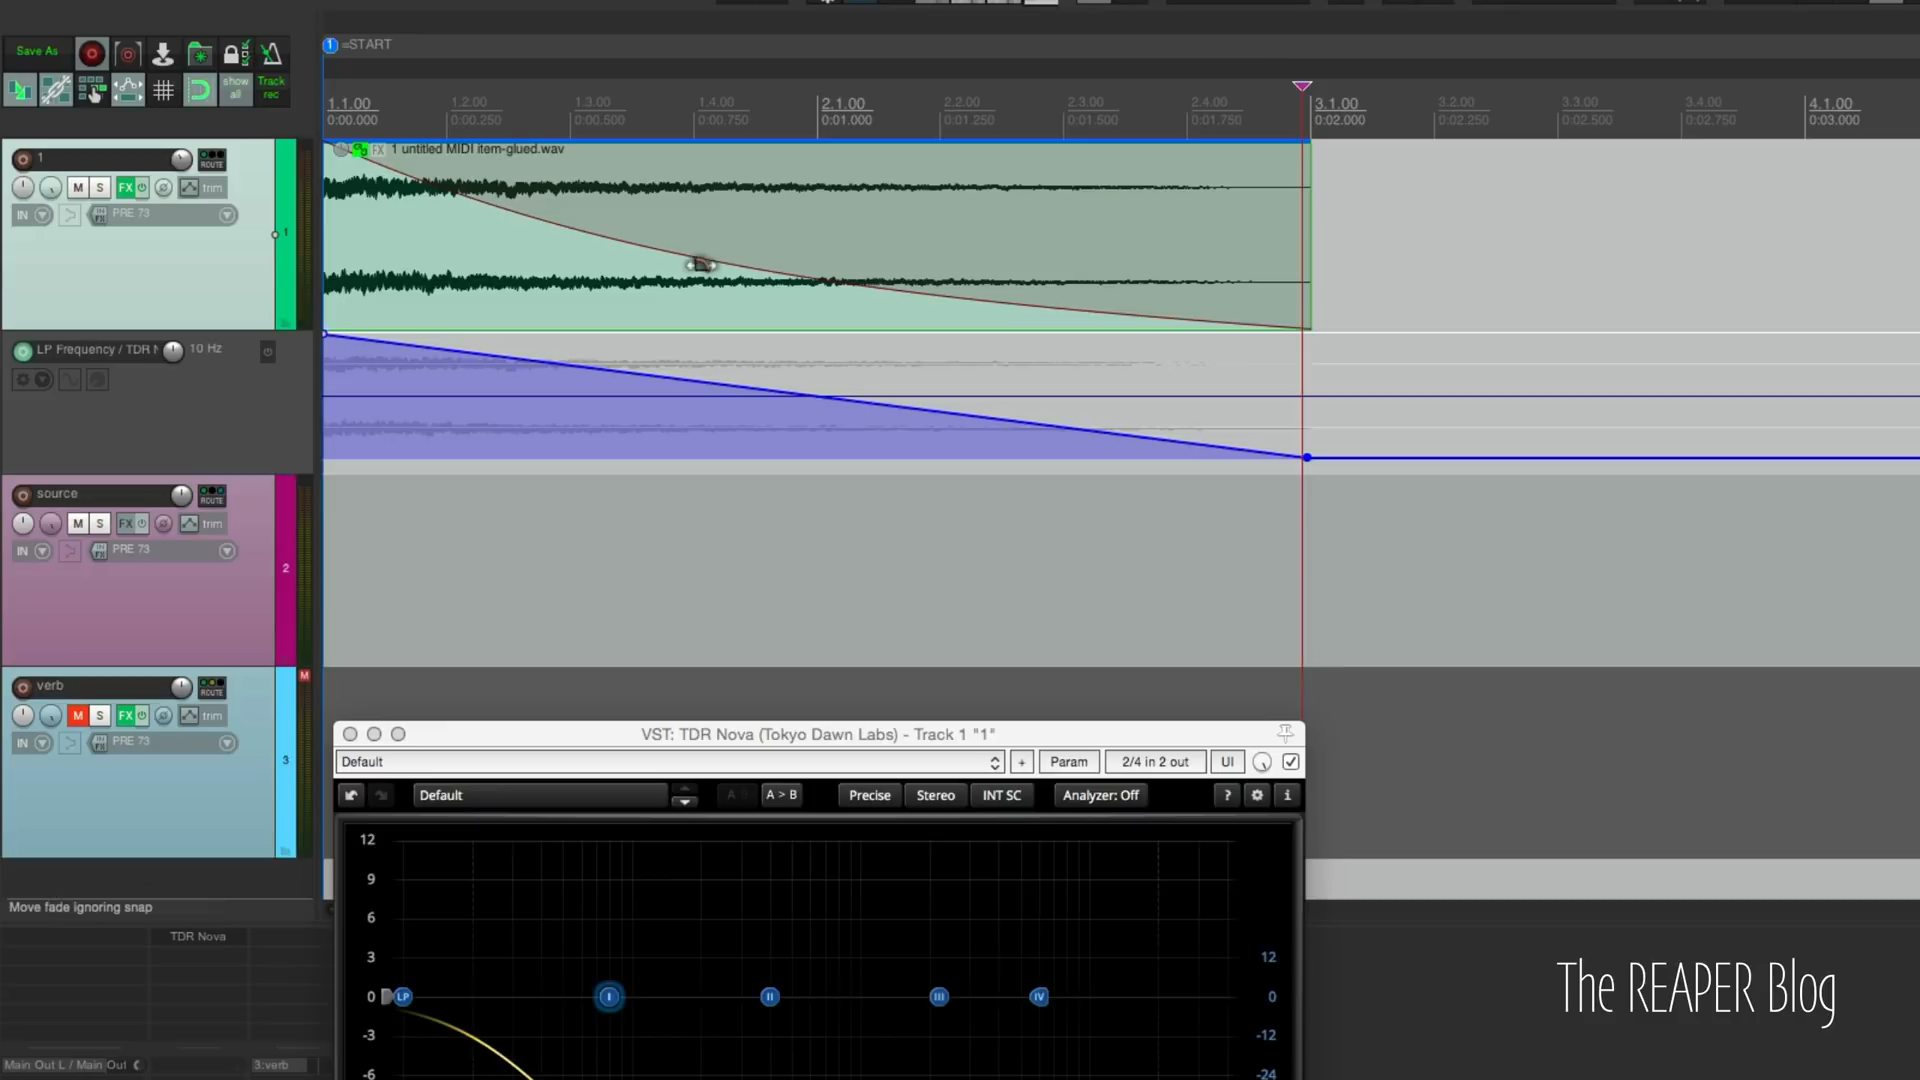 Save As
show all
Track rec
1 =START
1.1.00 1.2.00 1.3.00 1.4.00 2.1.00 2.2.00 2.3.00 2.4.00 3.1.00 3.2.00 3.3.00 3.4.00 4.1.00
0:00.000 0:00.250 0:00.500 0:00.750 0:01.000 0:01.250 0:01.500 0:01.750 0:02.000 0:02.250 0:02.500 0:02.750 0:03.000
FX 1 untitled MIDI item-glued.wav
1 ROUTE
M S FX trim
IN FX PRE 73
1
LP Frequency / TDR N 10 Hz
source ROUTE
M S FX trim
IN FX PRE 73
2
verb ROUTE
M
M S FX trim
IN FX PRE 73
3
VST: TDR Nova (Tokyo Dawn Labs) - Track 1 "1"
Default + Param 2/4 in 2 out UI
Default A > B Precise Stereo INT SC Analyzer: Off ? i
12
9
6
3 12
0 LP I II III IV 0
-3 -12
-6 -24
Move fade ignoring snap
TDR Nova
Main Out L / Main Out
3:verb
The REAPER Blog